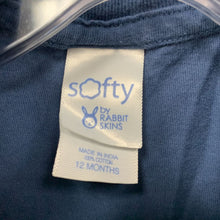 softy
by
RABBIT
SKINS
MADE IN INDIA
100% COTTON
12 MONTHS